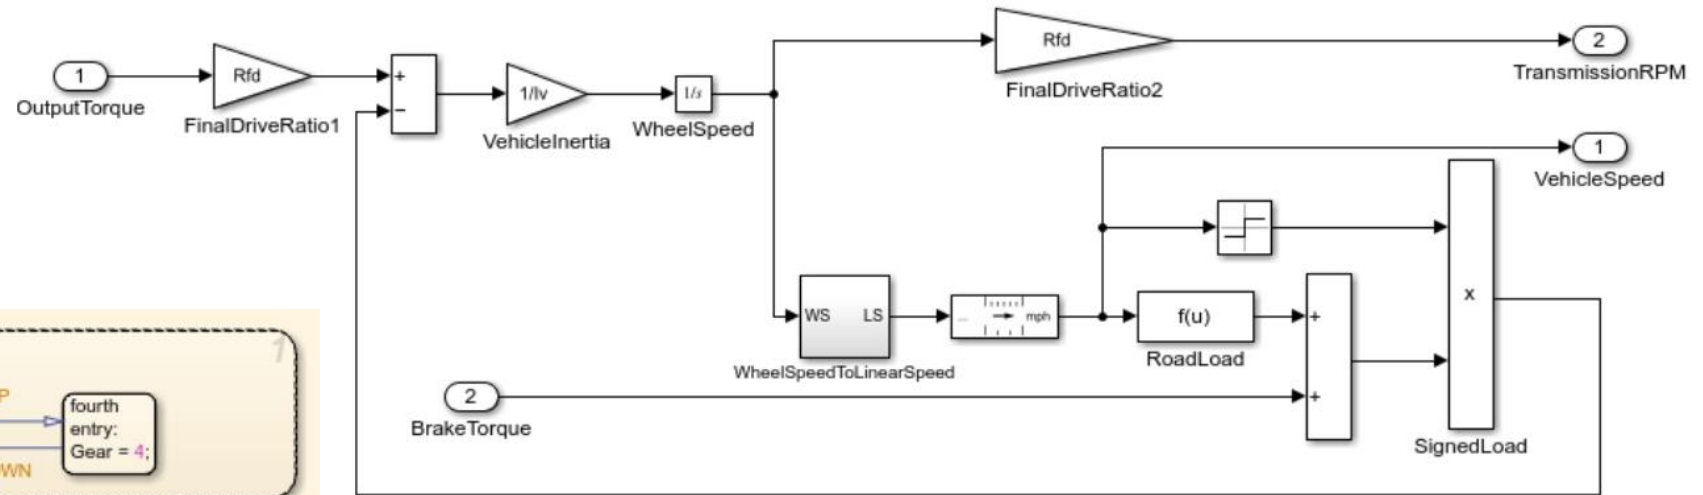 1
OutputTorque
Rfd
FinalDriveRatio1
+
−
1/Iv
VehicleInertia
1/s
WheelSpeed
Rfd
FinalDriveRatio2
2
TransmissionRPM
1
VehicleSpeed
WS LS
WheelSpeedToLinearSpeed
... mph
f(u)
RoadLoad
+
+
x
SignedLoad
2
BrakeTorque
1
P
WN
fourth
entry:
Gear = 4;